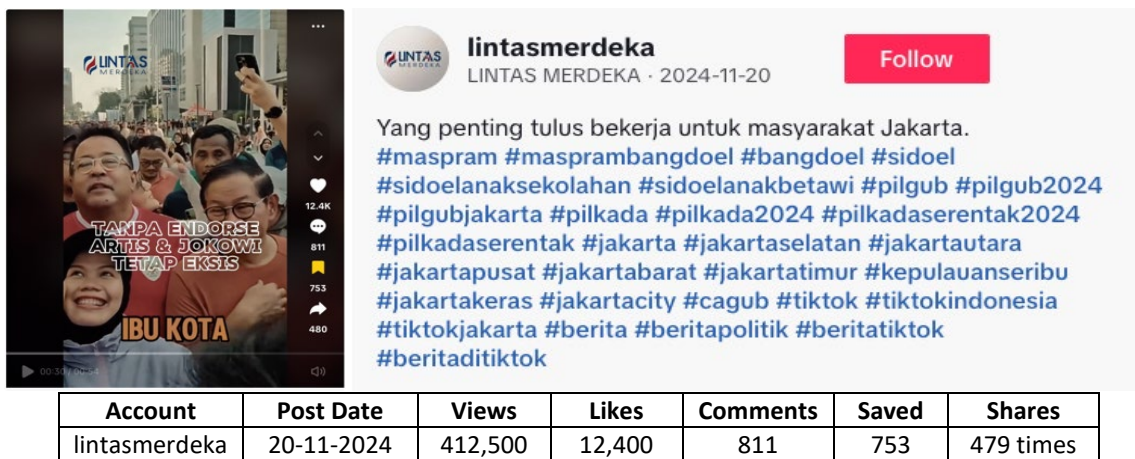 LINTAS
MERDEKA
TANPA ENDORSE
ARTIS & JOKOWI
TETAP EKSIS
IBU KOTA
12.4K
811
753
480
00:30 / 00:54
LINTAS
MERDEKA
lintasmerdeka
LINTAS MERDEKA · 2024-11-20
Follow
Yang penting tulus bekerja untuk masyarakat Jakarta.
#maspram #masprambangdoel #bangdoel #sidoel
#sidoelanaksekolahan #sidoelanakbetawi #pilgub #pilgub2024
#pilgubjakarta #pilkada #pilkada2024 #pilkadaserentak2024
#pilkadaserentak #jakarta #jakartaselatan #jakartautara
#jakartapusat #jakartabarat #jakartatimur #kepulauanseribu
#jakartakeras #jakartacity #cagub #tiktok #tiktokindonesia
#tiktokjakarta #berita #beritapolitik #beritatiktok
#beritaditiktok
Account Post Date Views Likes Comments Saved Shares
lintasmerdeka 20-11-2024 412,500 12,400 811 753 479 times